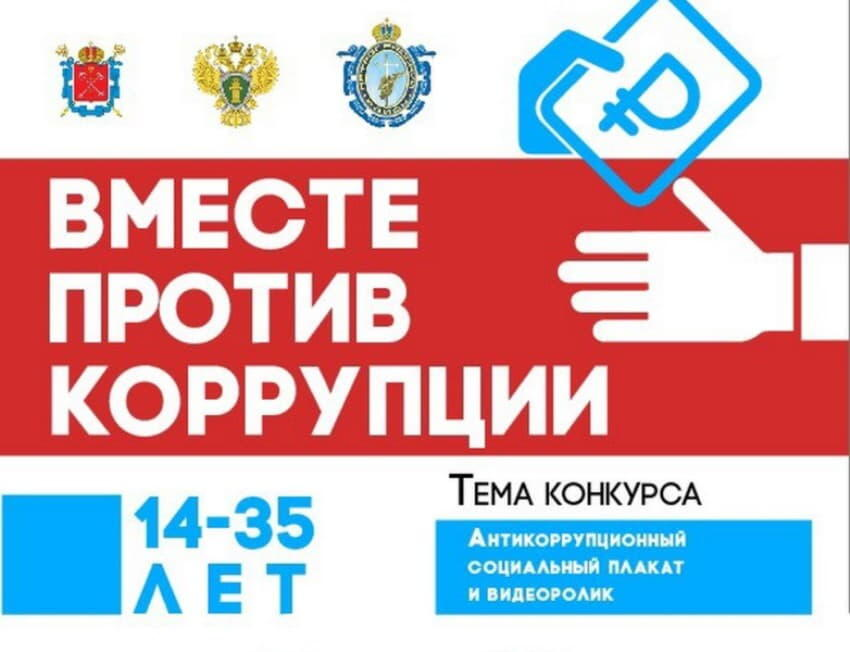 ВМЕСТЕ
ПРОТИВ
КОРРУПЦИИ
14-35
ЛЕТ
ТЕМА КОНКУРСА
АНТИКОРРУПЦИОННЫЙ
СОЦИАЛЬНЫЙ ПЛАКАТ
И ВИДЕОРОЛИК